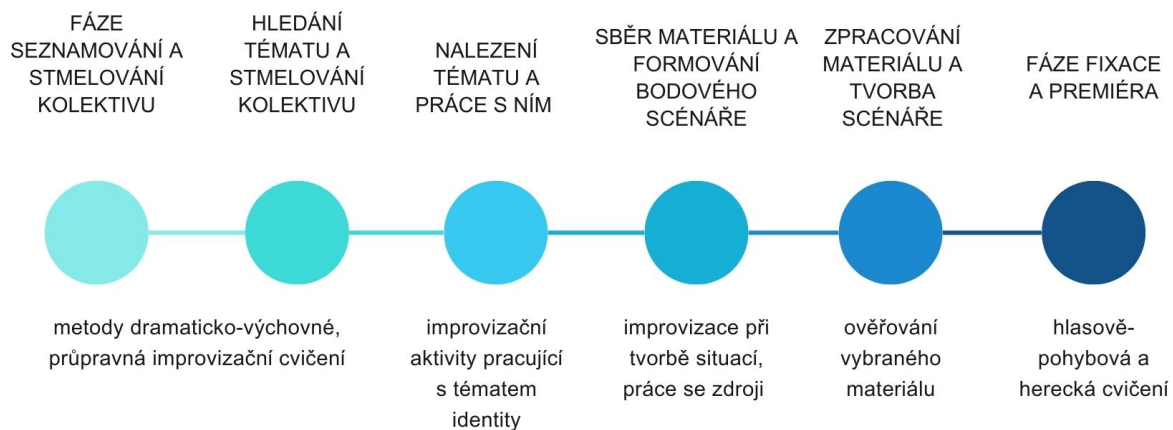 FÁZE
SEZNAMOVÁNÍ A
STMELOVÁNÍ
KOLEKTIVU
HLEDÁNÍ
TÉMATU A
STMELOVÁNÍ
KOLEKTIVU
NALEZENÍ
TÉMATU A
PRÁCE S NÍM
SBĚR MATERIÁLU A
FORMOVÁNÍ
BODOVÉHO
SCÉNÁŘE
ZPRACOVÁNÍ
MATERIÁLU A
TVORBA
SCÉNÁŘE
FÁZE FIXACE
A PREMIÉRA
metody dramaticko-výchovné,
průpravná improvizační cvičení
improvizační
aktivity pracující
s tématem
identity
improvizace při
tvorbě situací,
práce se zdroji
ověřování
vybraného
materiálu
hlasově-
pohybová a
herecká cvičení